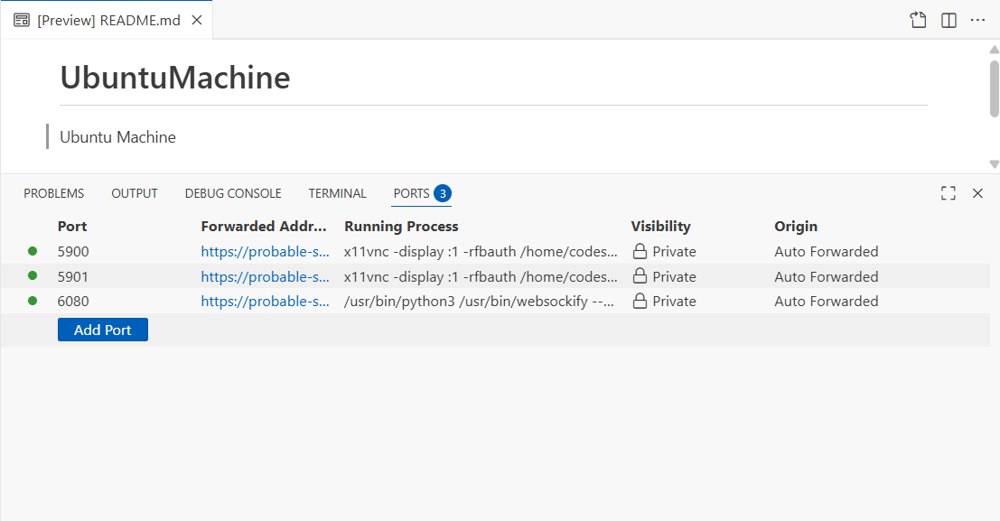 [Preview] README.md
UbuntuMachine
Ubuntu Machine
PROBLEMS OUTPUT DEBUG CONSOLE TERMINAL PORTS 3
Port Forwarded Addr... Running Process Visibility Origin
5900 https://probable-s... x11vnc -display :1 -rfbauth /home/codes... Private Auto Forwarded
5901 https://probable-s... x11vnc -display :1 -rfbauth /home/codes... Private Auto Forwarded
6080 https://probable-s... /usr/bin/python3 /usr/bin/websockify --... Private Auto Forwarded
Add Port